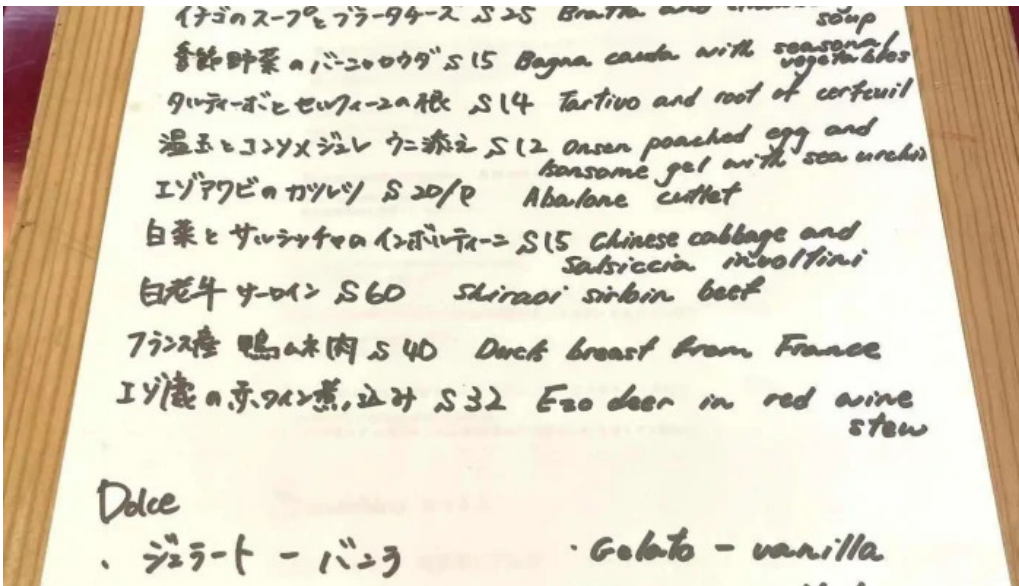 イチゴのスープとブラータチーズ S25 Bratta and
soup
季節野菜のバーニャカウダ S15 Bagna cauda with seasonal
vegetables
タルティーボとセルフィーユの根 S14 Tartivo and root of cerfeuil
温玉とコンソメジュレ ウニ添え S12 Onsen poached egg and
konsome gel with sea urchin
エゾアワビのカツレツ S20/P Abalone cutlet
白菜とサルシッチャのインボルティーニ S15 Chinese cabbage and
salsiccia involtini
白老牛サーロイン S60 Shiraoi sirloin beef
フランス産 鴨ムネ肉 S40 Duck breast from France
エゾ鹿の赤ワイン煮込み S32 Ezo deer in red wine
stew
Dolce
・ジェラート - バニラ ・Gelato - vanilla